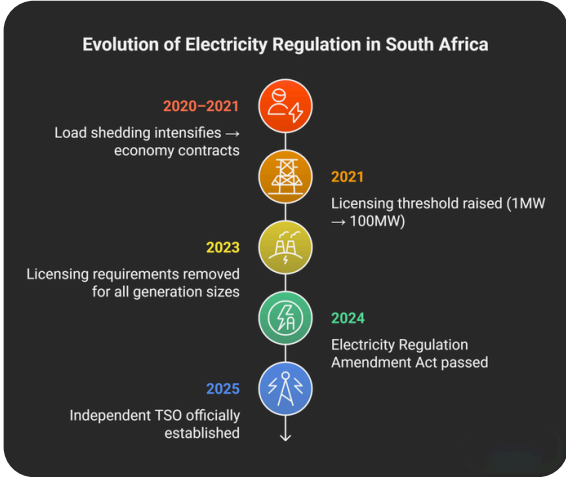 Evolution of Electricity Regulation in South Africa
2020–2021
Load shedding intensifies →
economy contracts
2021
Licensing threshold raised (1MW
→ 100MW)
2023
Licensing requirements removed
for all generation sizes
2024
Electricity Regulation
Amendment Act passed
2025
Independent TSO officially
established